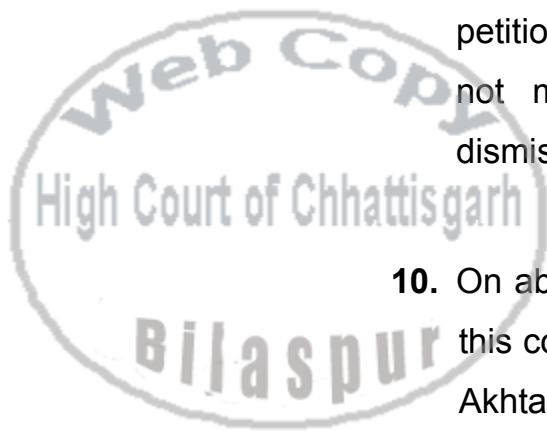 petitio
not m
dismis
Web Copy
High Court of Chhattisgarh
Bilaspur
10. On ab
this co
Akhta